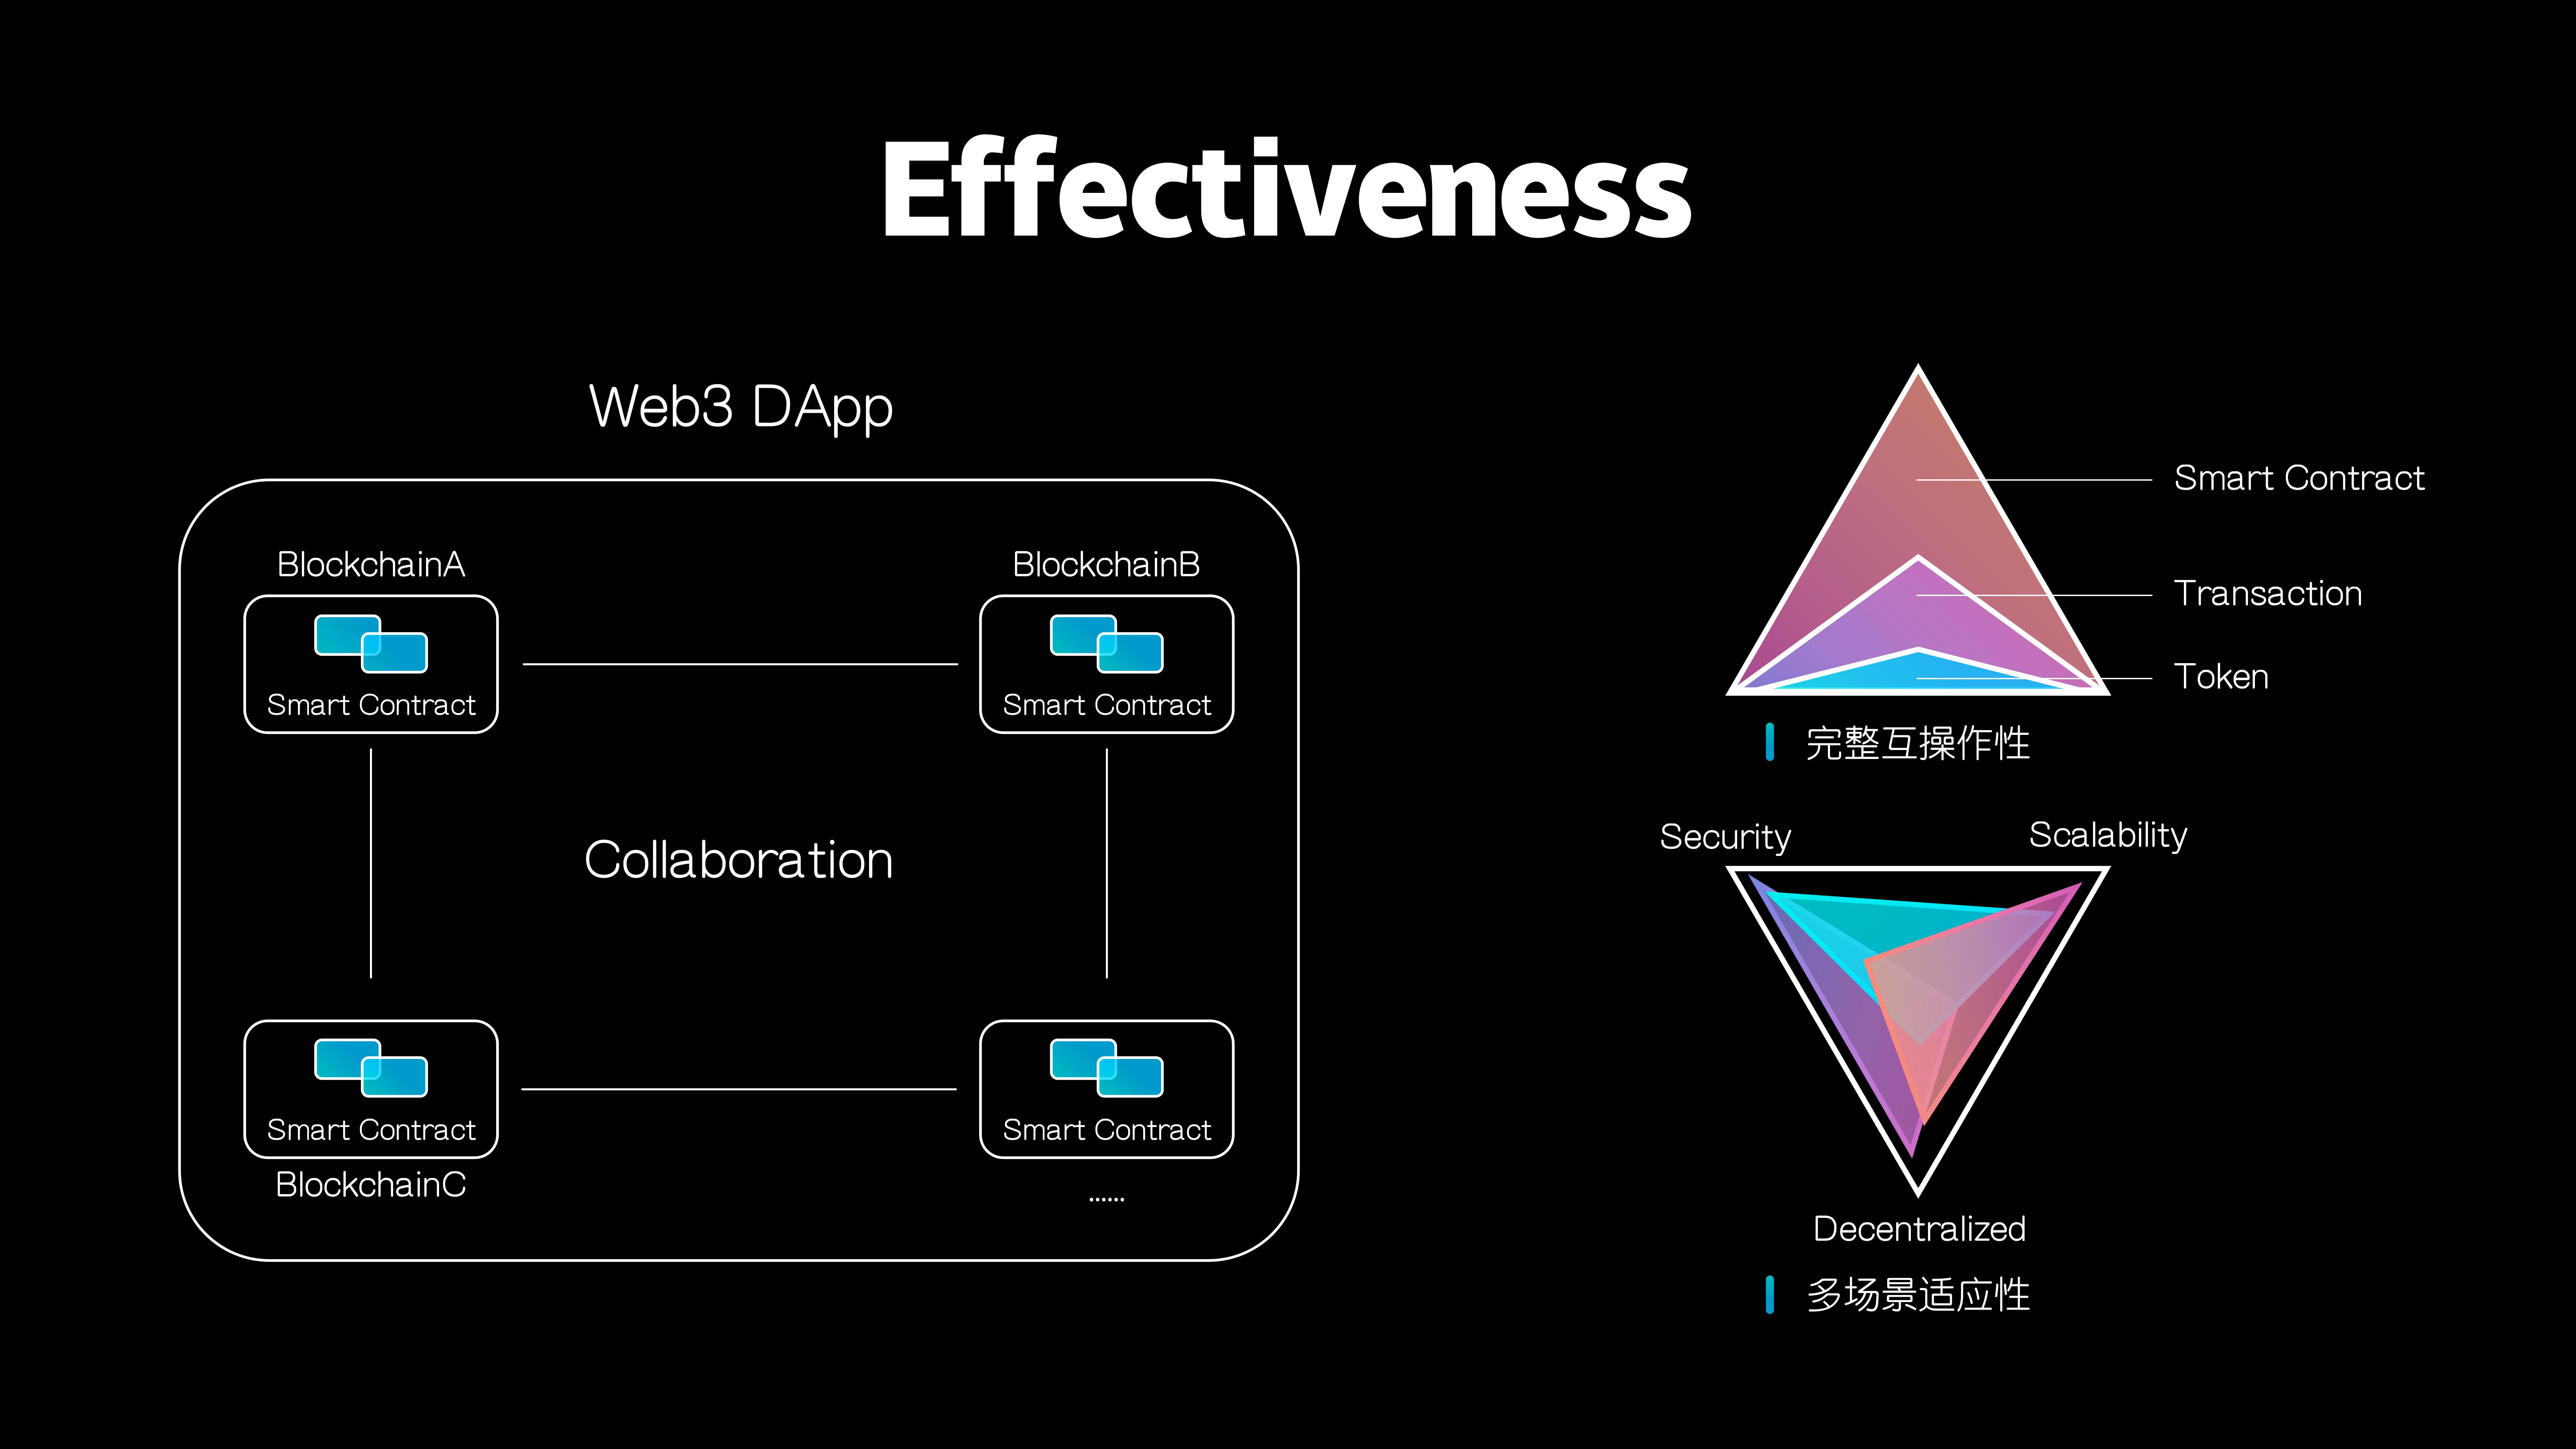 Effectiveness
Web3 DApp
BlockchainA
BlockchainB
Smart Contract
Smart Contract
Collaboration
Smart Contract
Smart Contract
BlockchainC
......
Smart Contract
Transaction
Token
完整互操作性
Security
Scalability
Decentralized
多场景适应性